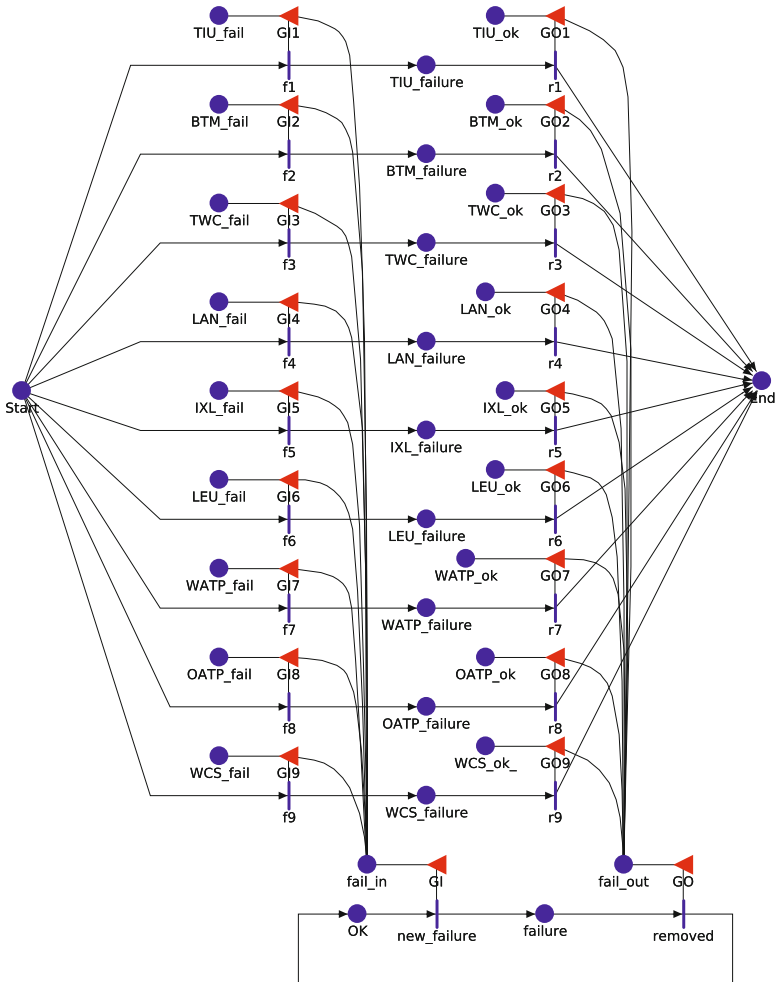 TIU_fail GI1 TIU_ok GO1
f1 TIU_failure r1
BTM_fail GI2 BTM_ok GO2
f2 BTM_failure r2
TWC_fail GI3 TWC_ok GO3
f3 TWC_failure r3
LAN_fail GI4 LAN_ok GO4
f4 LAN_failure r4
Start IXL_fail GI5 IXL_ok GO5 End
f5 IXL_failure r5
LEU_fail GI6 LEU_ok GO6
f6 LEU_failure r6
WATP_fail GI7 WATP_ok GO7
f7 WATP_failure r7
OATP_fail GI8 OATP_ok GO8
f8 OATP_failure r8
WCS_fail GI9 WCS_ok_ GO9
f9 WCS_failure r9
fail_in GI fail_out GO
OK new_failure failure removed